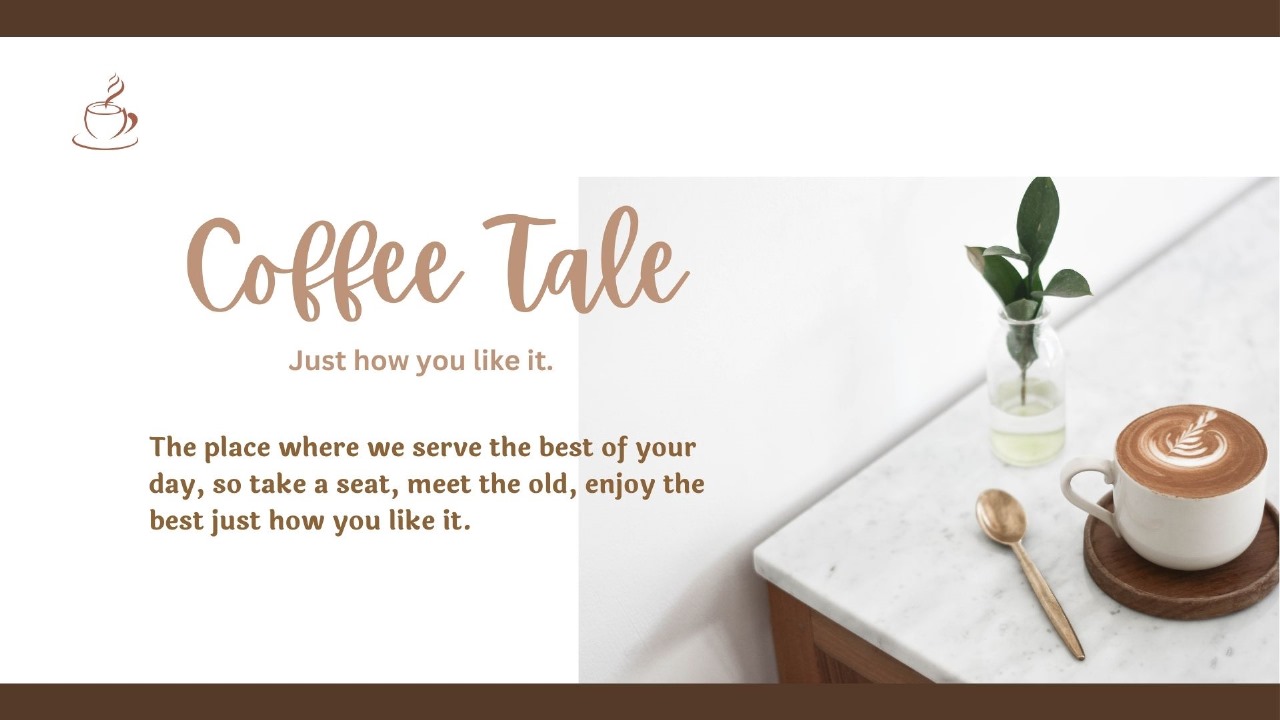 Coffee Tale
Just how you like it.
The place where we serve the best of your
day, so take a seat, meet the old, enjoy the
best just how you like it.